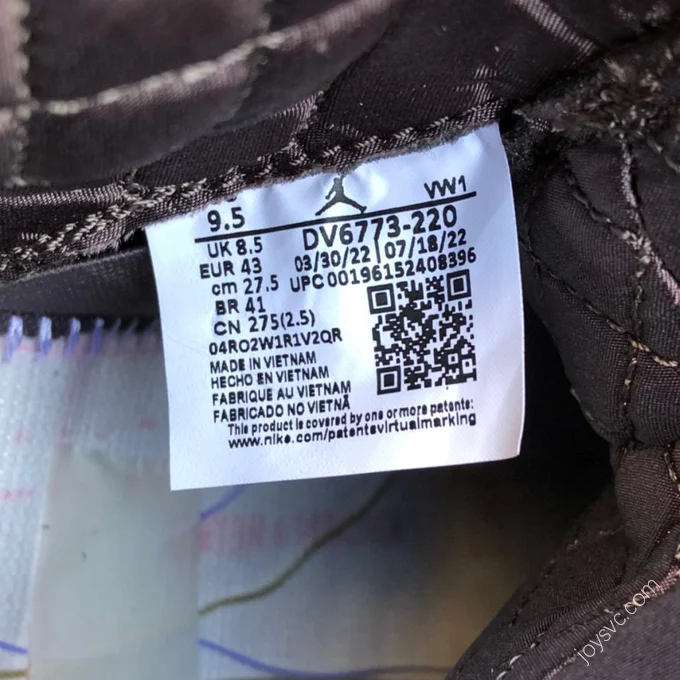 VW1
9.5
DV6773-220
UK 8.5
03/30/22 07/18/22
EUR 43
UPC 00196152408396
cm 27.5
BR 41
CN 275(2.5)
04RO2W1R1V2QR
MADE IN VIETNAM
HECHO EN VIETNAM
FABRIQUE AU VIETNAM
FABRICADO NO VIETNÃ
This product is covered by one or more patents:
www.nike.com/patentsvirtualmarking
joysvc.com